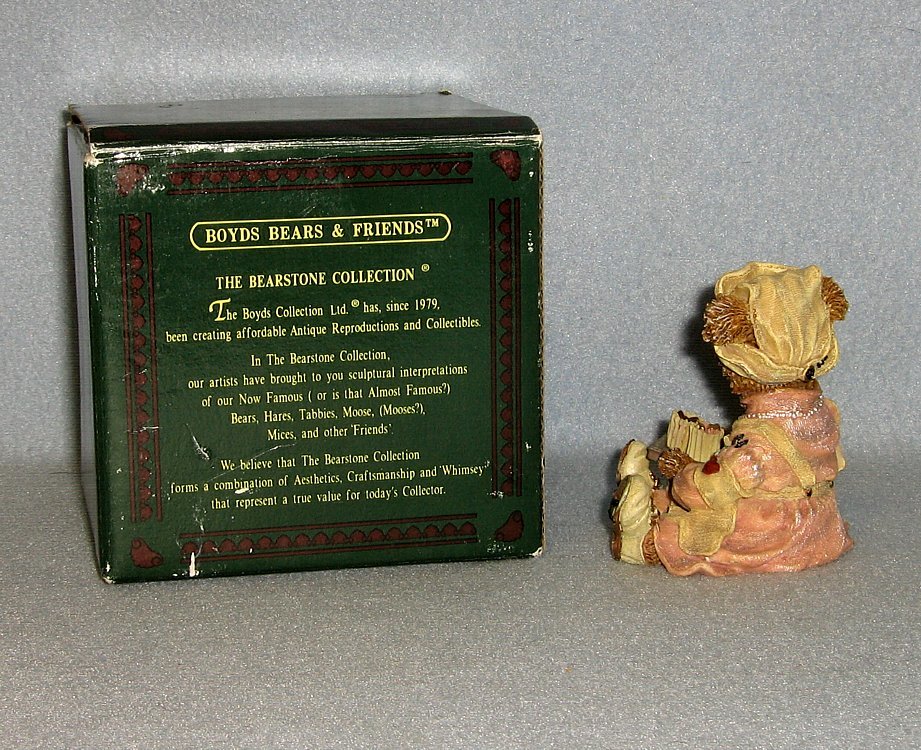 BOYDS BEARS & FRIENDS™
THE BEARSTONE COLLECTION ®
The Boyds Collection Ltd.® has, since 1979,
been creating affordable Antique Reproductions and Collectibles.
In The Bearstone Collection,
our artists have brought to you sculptural interpretations
of our Now Famous ( or is that Almost Famous?)
Bears, Hares, Tabbies, Moose, (Mooses?),
Mices, and other 'Friends'.
We believe that The Bearstone Collection
forms a combination of Aesthetics, Craftsmanship and 'Whimsey'
that represent a true value for today's Collector.